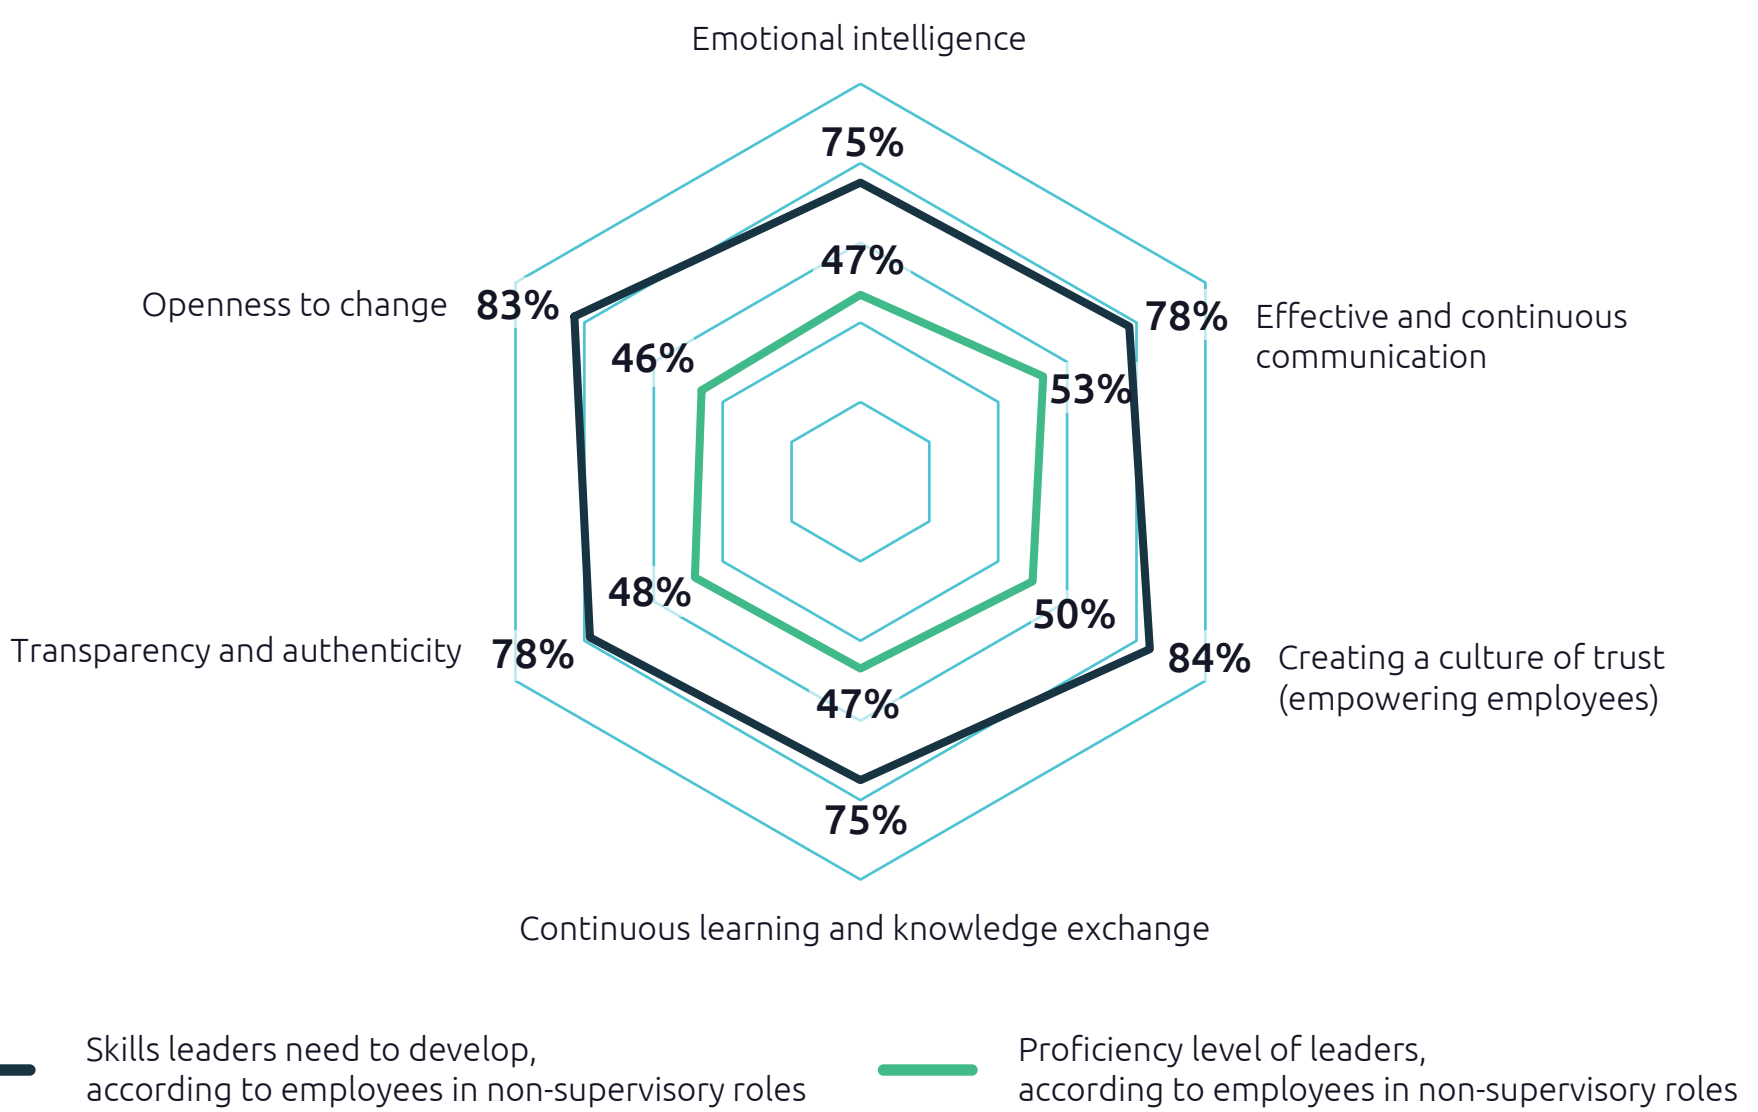 Emotional intelligence
75%
47%
Openness to change
83%
46%
78%
Effective and continuous
communication
53%
48%
50%
Transparency and authenticity
78%
84%
Creating a culture of trust
(empowering employees)
47%
75%
Continuous learning and knowledge exchange
Skills leaders need to develop,
according to employees in non-supervisory roles
Proficiency level of leaders,
according to employees in non-supervisory roles